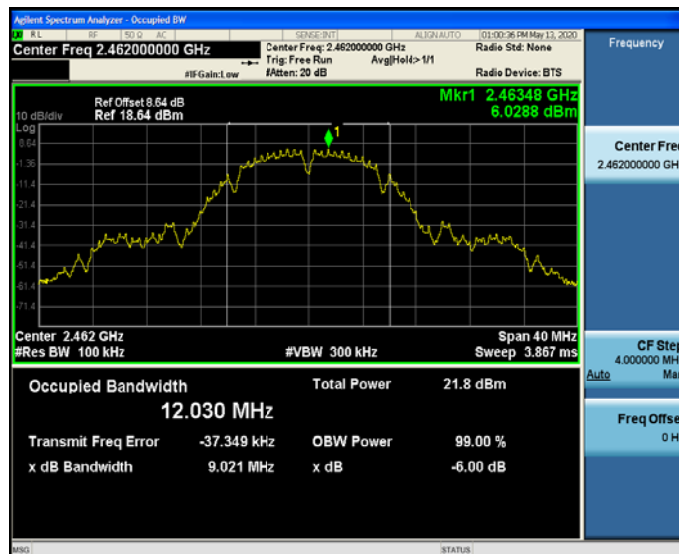 Agilent Spectrum Analyzer - Occupied BW
RL RF 50 Ω AC SENSE:INT ALIGN AUTO 01:00:36 PM May 13, 2020
Center Freq 2.462000000 GHz
Center Freq: 2.462000000 GHz
Radio Std: None
Trig: Free Run Avg|Hold:> 1/1
#IFGain:Low #Atten: 20 dB Radio Device: BTS
Frequency
Mkr1 2.46348 GHz
6.0288 dBm
Ref Offset 8.64 dB
10 dB/div Ref 18.64 dBm
Log
8.64
-1.36
-11.4
-21.4
-31.4
-41.4
-51.4
-61.4
-71.4
1
Center 2.462 GHz Span 40 MHz
#Res BW 100 kHz #VBW 300 kHz Sweep 3.867 ms
Occupied Bandwidth Total Power 21.8 dBm
12.030 MHz
Transmit Freq Error -37.349 kHz OBW Power 99.00 %
x dB Bandwidth 9.021 MHz x dB -6.00 dB
Center Fre
2.462000000 GH
CF Step
4.000000 MH
Auto Ma
Freq Offse
0 H
MSG STATUS